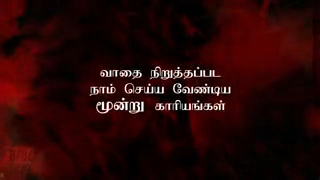 வாதை நிறுத்தப்பட
நாம் செய்ய வேண்டிய
மூன்று காரியங்கள்